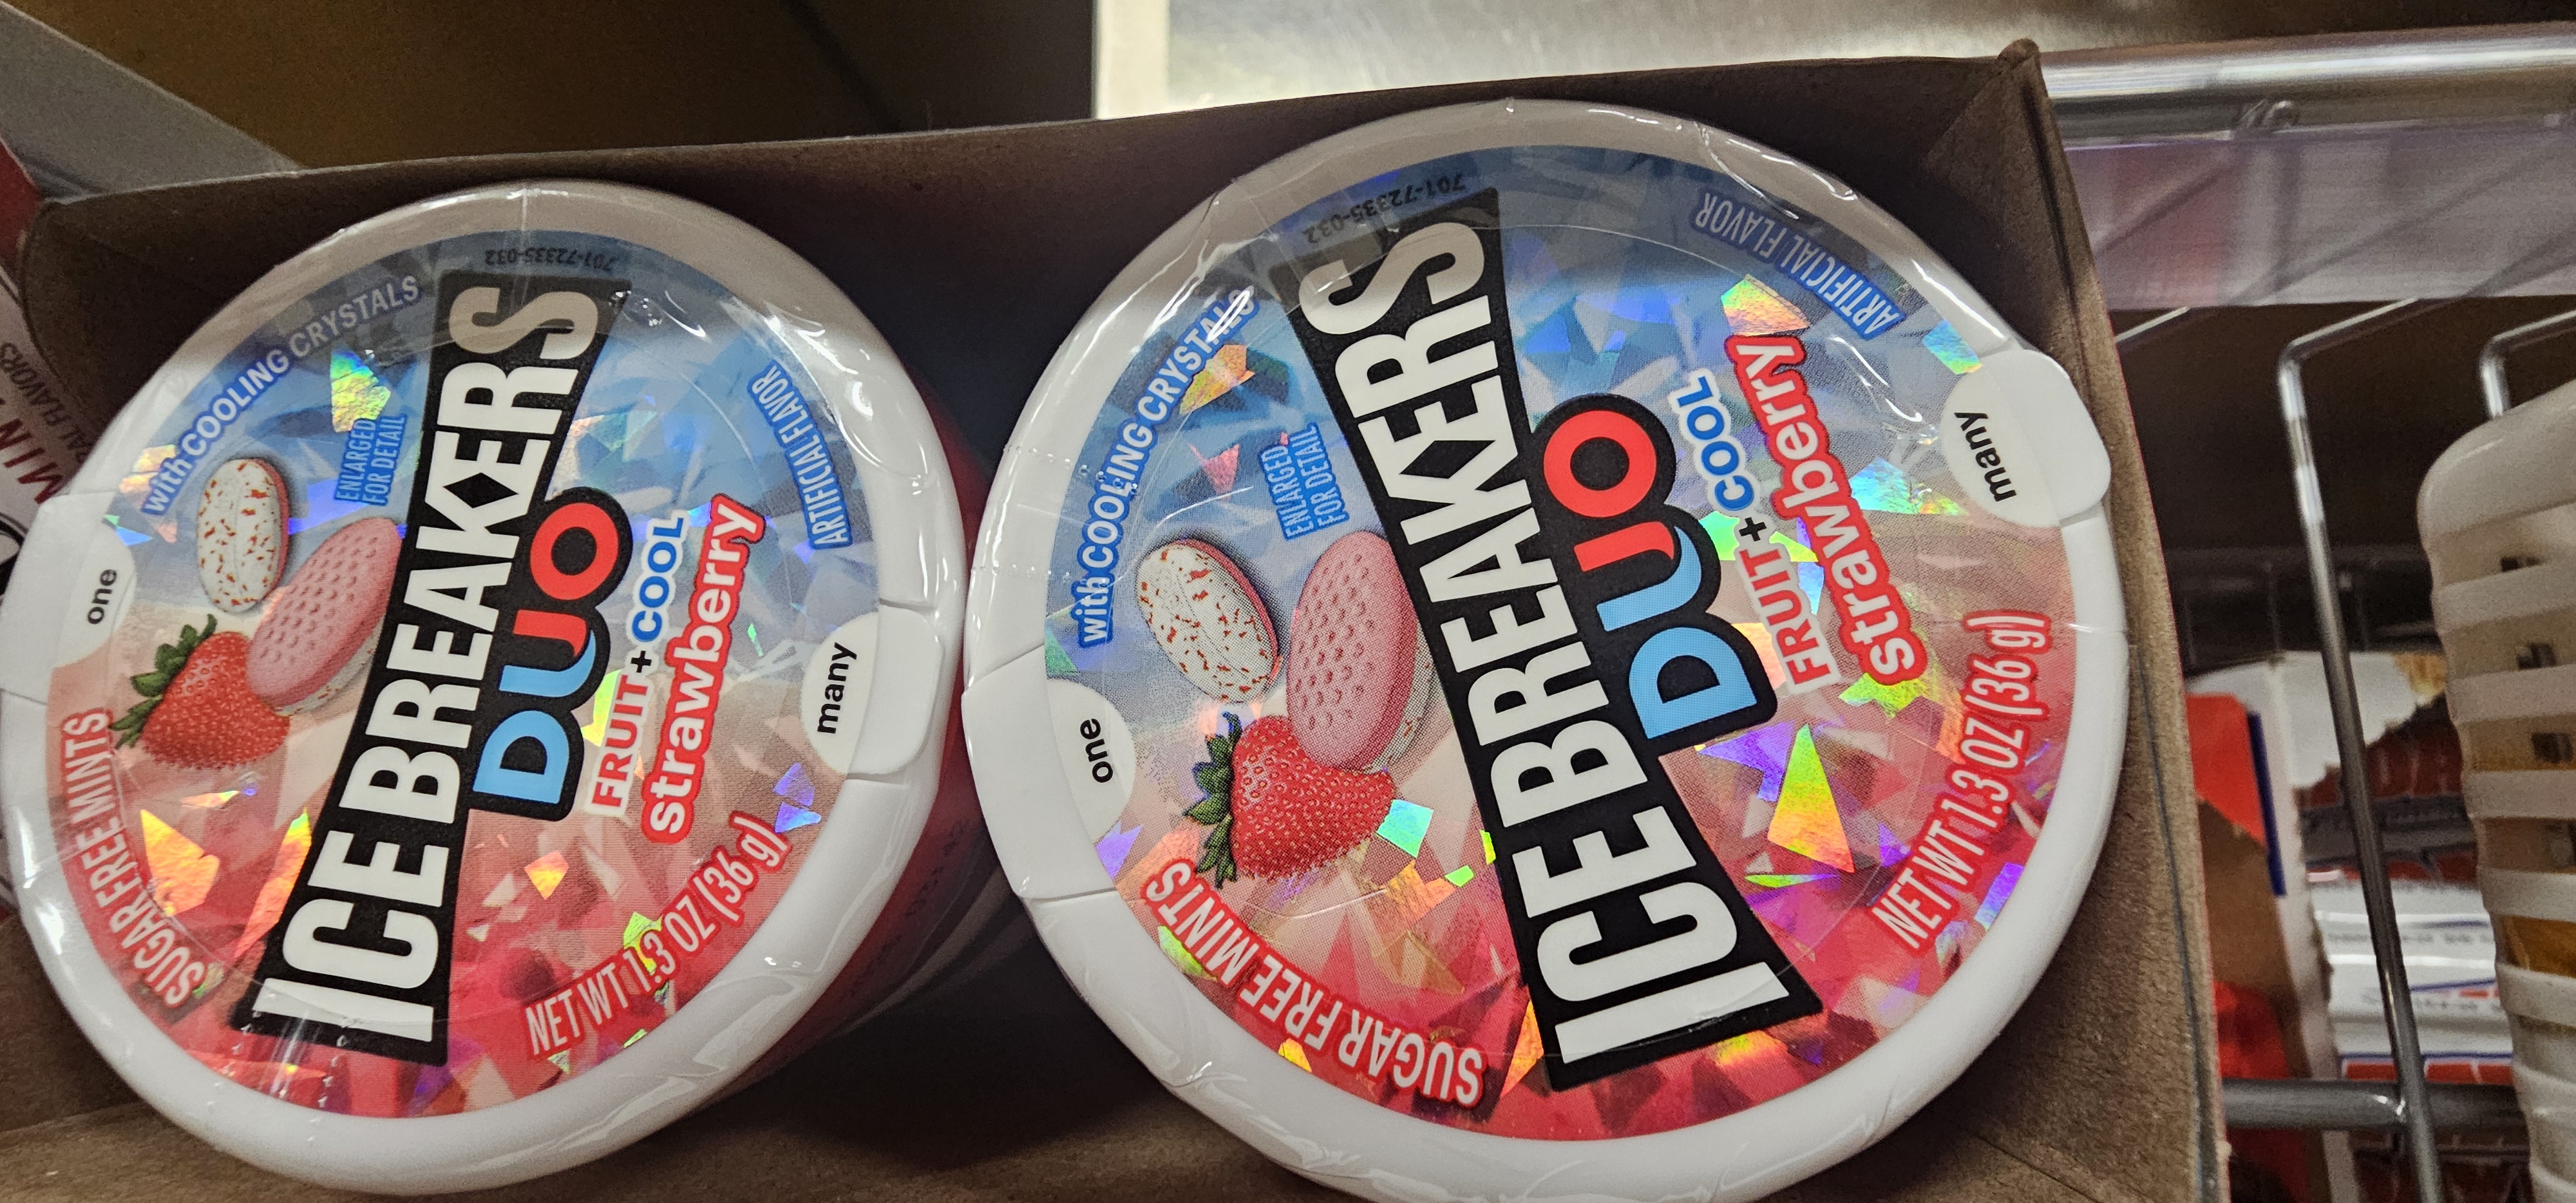 with COOLING CRYSTALS
701-72335-032
ENLARGED
FOR DETAIL
one
ICE BREAKERS
DUO
FRUIT + COOL
strawberry
ARTIFICIAL FLAVOR
many
SUGAR FREE MINTS
NET WT 1.3 OZ (36 g)
with COOLING CRYSTALS
701-72335-032
ENLARGED
FOR DETAIL
one
ICE BREAKERS
DUO
FRUIT + COOL
strawberry
ARTIFICIAL FLAVOR
many
SUGAR FREE MINTS
NET WT 1.3 OZ (36 g)